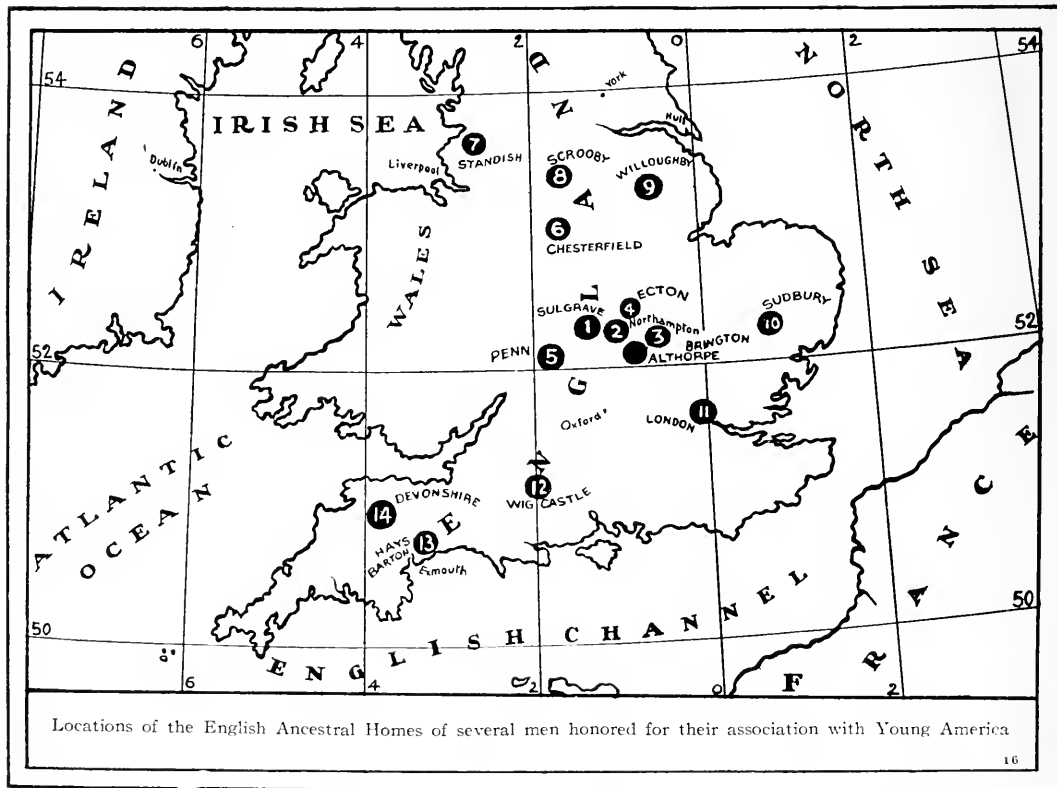 6
4
2
0
2
54
54
IRELAND
IRISH SEA
Dublin
7
STANDISH
Liverpool
York
Hull
NORTH SEA
SCROOBY
8
WILLOUGHBY
9
6
CHESTERFIELD
WALES
ENGLAND
SULGRAVE
1
4
ECTON
2
Northampton
3
BRINGTON
ALTHORPE
SUDBURY
10
PENN
5
52
52
Oxford
LONDON
11
ATLANTIC
OCEAN
12
WIG CASTLE
14
DEVONSHIRE
HAYS
BARTON
13
Exmouth
50
50
ENGLISH CHANNEL
FRANCE
6
4
2
0
2
Locations of the English Ancestral Homes of several men honored for their association with Young America
16